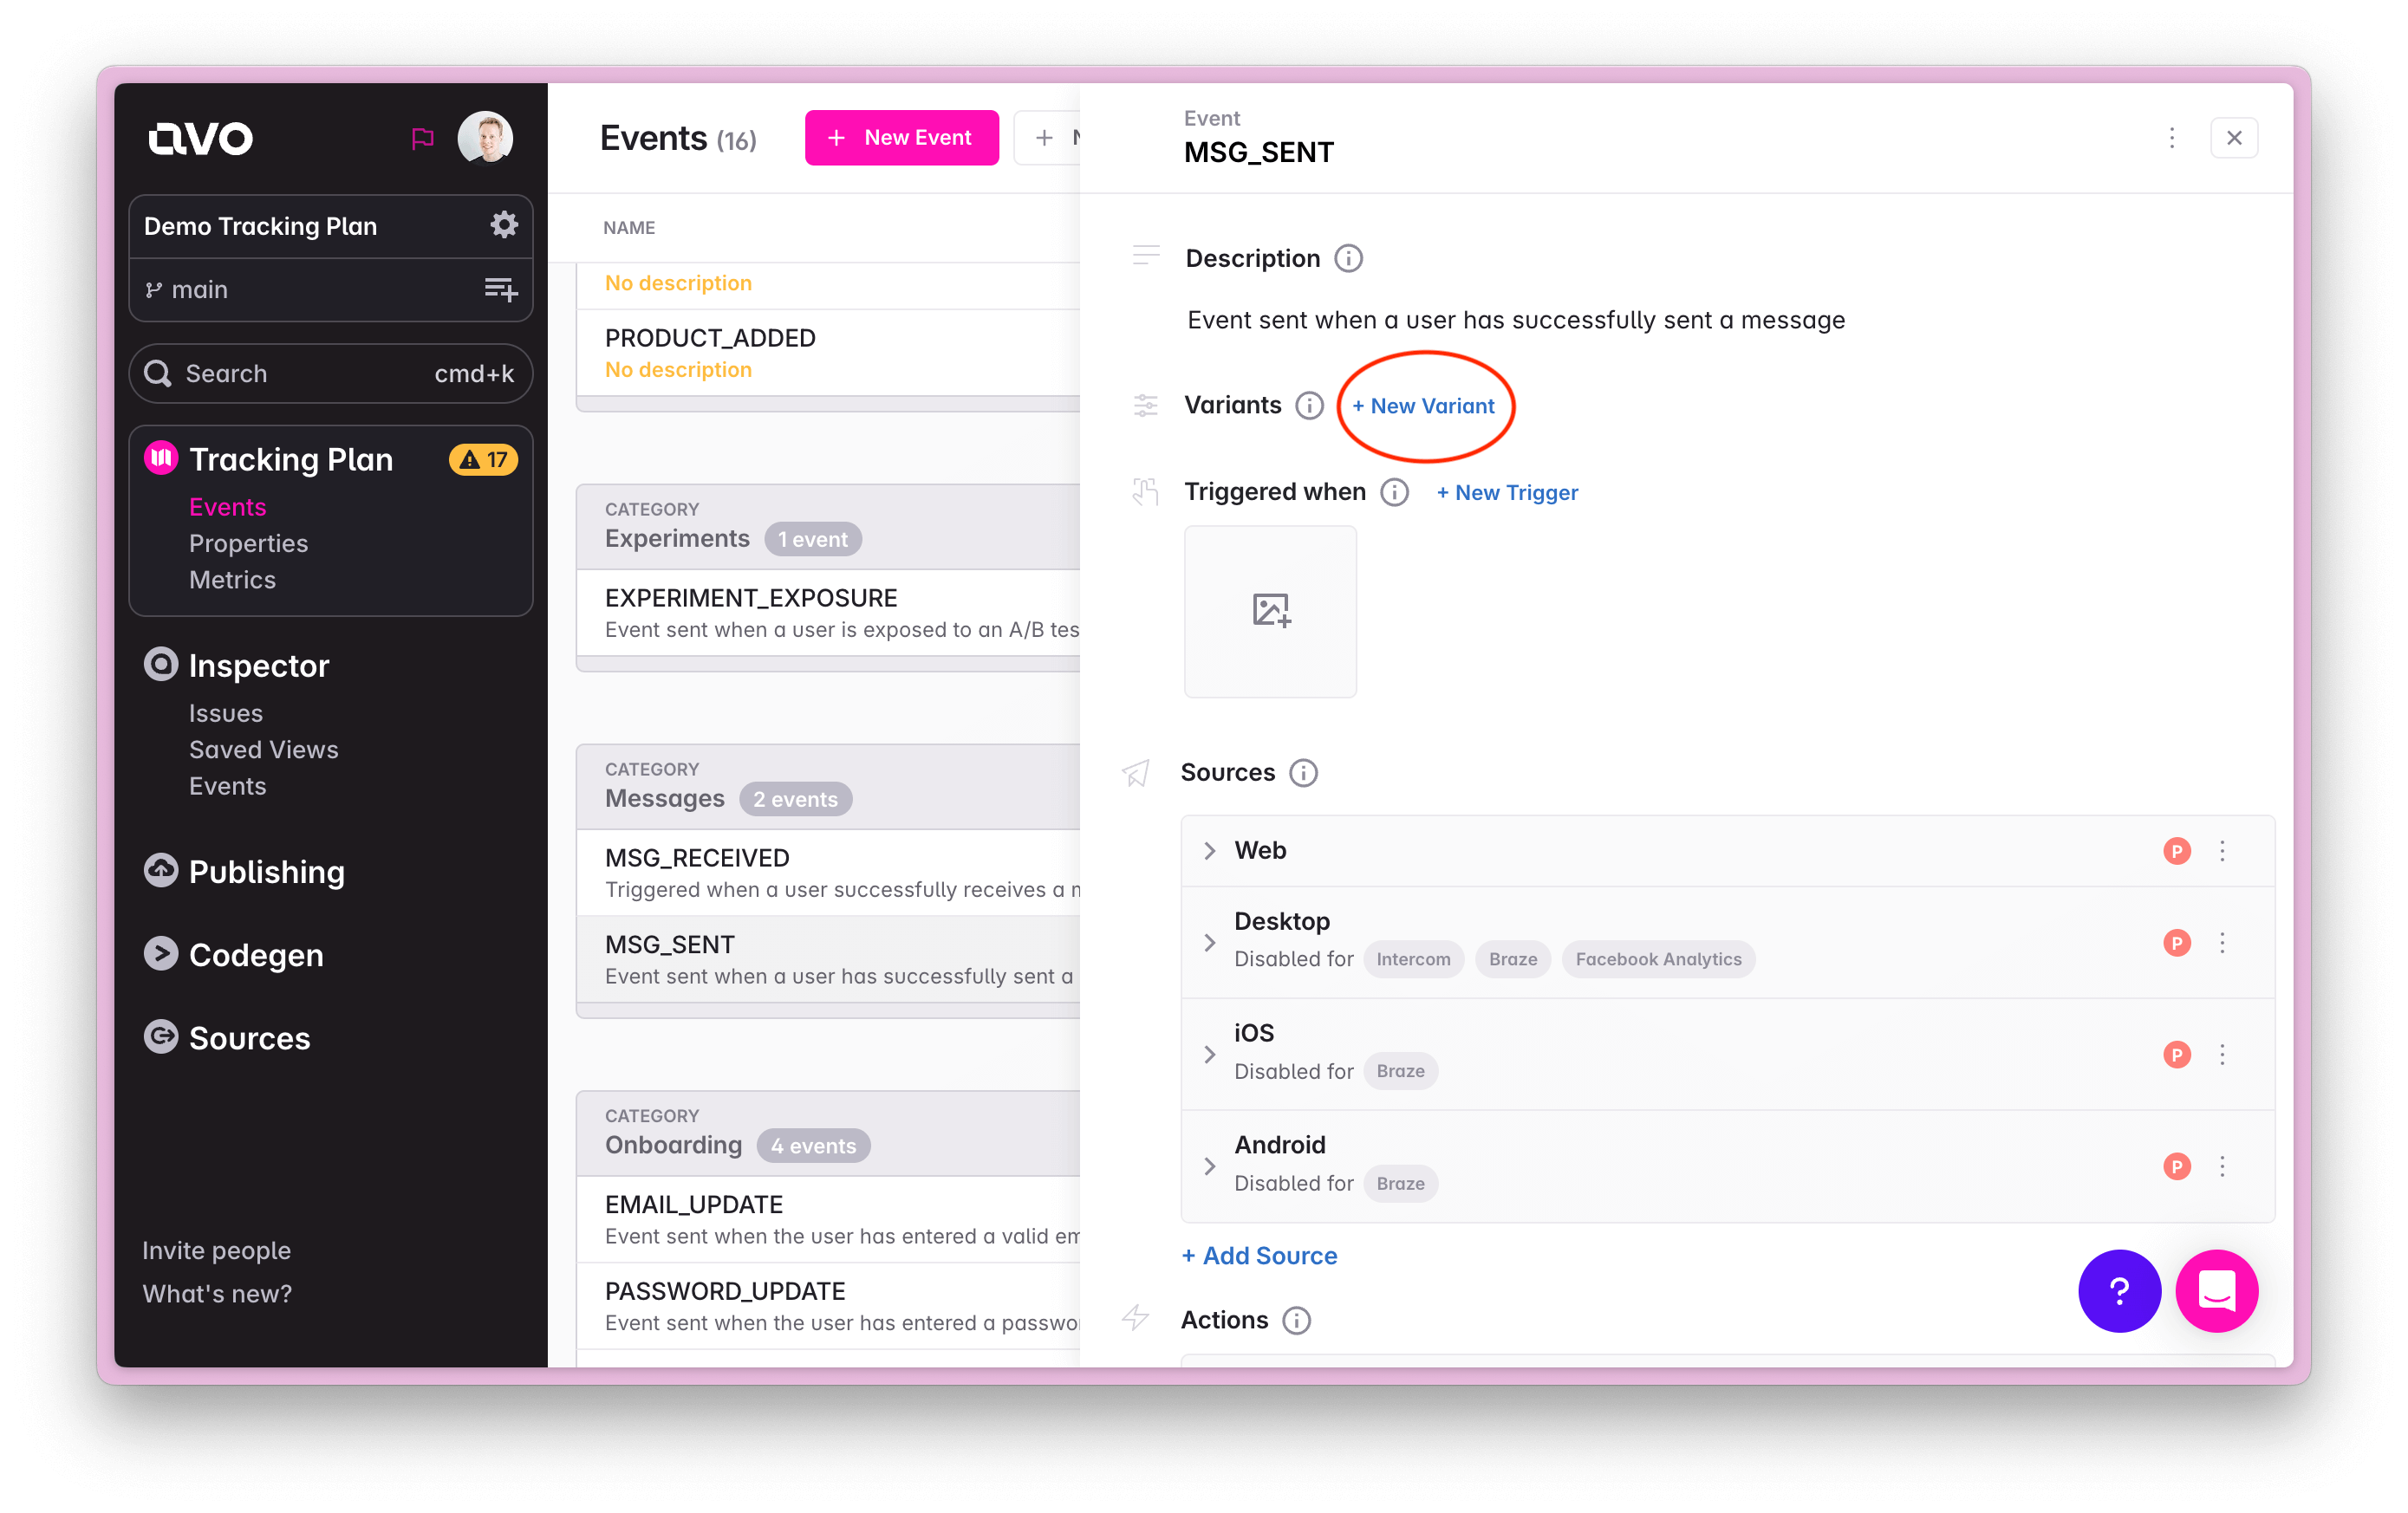 avo
Demo Tracking Plan
main
Search cmd+k
Tracking Plan 17
Events
Properties
Metrics
Inspector
Issues
Saved Views
Events
Publishing
Codegen
Sources
Invite people
What's new?
Events (16)
+ New Event
+ N
NAME
No description
PRODUCT_ADDED
No description
CATEGORY
Experiments 1 event
EXPERIMENT_EXPOSURE
Event sent when a user is exposed to an A/B tes
CATEGORY
Messages 2 events
MSG_RECEIVED
Triggered when a user successfully receives a m
MSG_SENT
Event sent when a user has successfully sent a
CATEGORY
Onboarding 4 events
EMAIL_UPDATE
Event sent when the user has entered a valid em
PASSWORD_UPDATE
Event sent when the user has entered a passwo
Event
MSG_SENT
Description
Event sent when a user has successfully sent a message
Variants + New Variant
Triggered when + New Trigger
Sources
Web P
Desktop
Disabled for Intercom Braze Facebook Analytics P
iOS
Disabled for Braze P
Android
Disabled for Braze P
+ Add Source
?
Actions